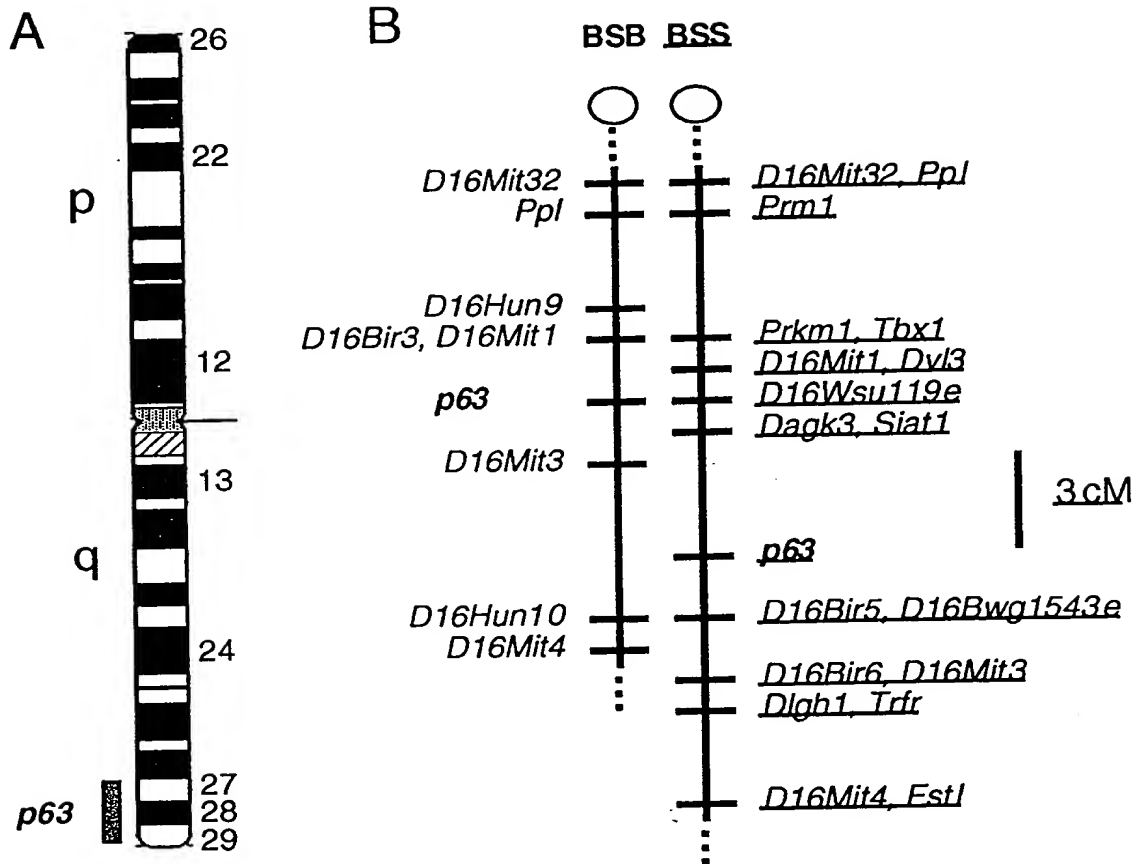 A
26
22
p
12
13
q
24
27
28
29
p63
B
BSB BSS
D16Mit32
Ppl
D16Hun9
D16Bir3, D16Mit1
p63
D16Mit3
D16Hun10
D16Mit4
D16Mit32, Ppl
Prm1
Prkm1, Tbx1
D16Mit1, Dvl3
D16Wsu119e
Dagk3, Siat1
p63
D16Bir5, D16Bwg1543e
D16Bir6, D16Mit3
Dlgh1, Trfr
D16Mit4, Estl
3 cM